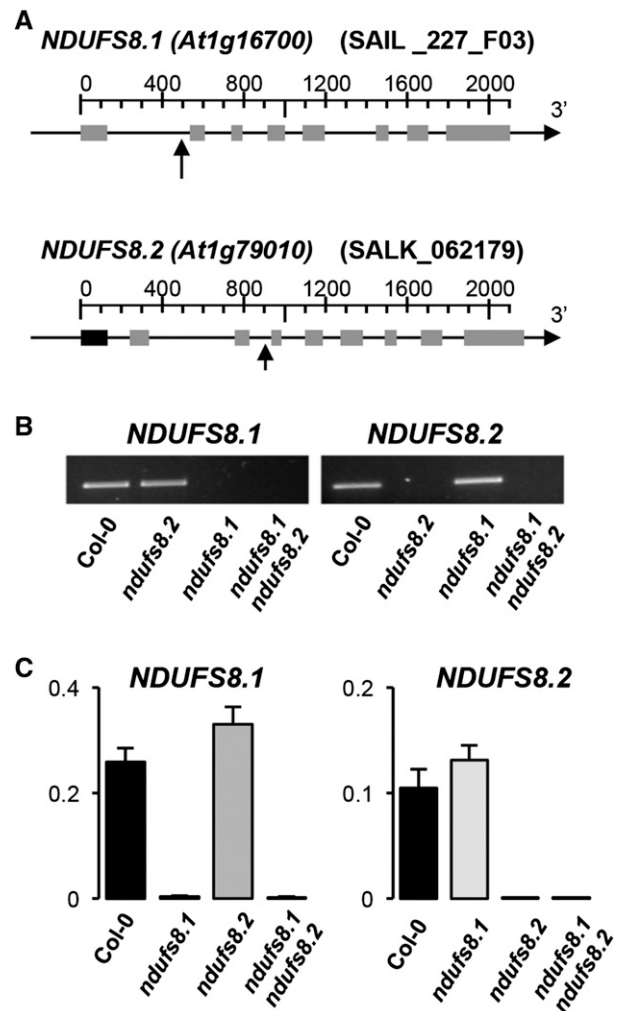 A
NDUFS8.1 (At1g16700) (SAIL _227_F03)
0 400 800 1200 1600 2000
3’
NDUFS8.2 (At1g79010) (SALK_062179)
0 400 800 1200 1600 2000
3’
B
NDUFS8.1 NDUFS8.2
Col-0 ndufs8.2 ndufs8.1 ndufs8.1 ndufs8.2 Col-0 ndufs8.2 ndufs8.1 ndufs8.1 ndufs8.2
C
NDUFS8.1
0.4
0.2
0
Col-0 ndufs8.1 ndufs8.2 ndufs8.1 ndufs8.2
NDUFS8.2
0.2
0.1
0
Col-0 ndufs8.1 ndufs8.2 ndufs8.1 ndufs8.2